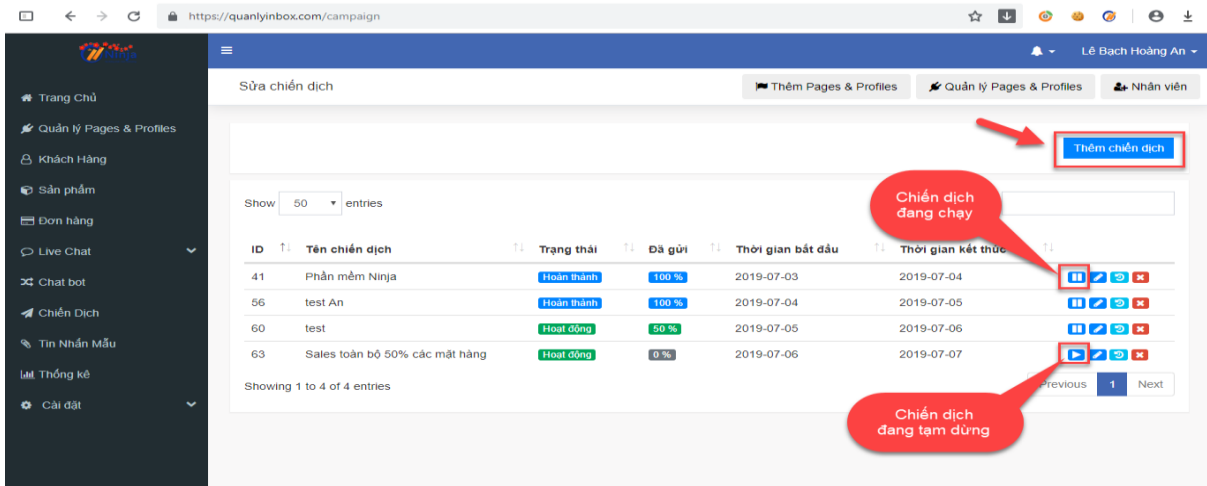 https://quanlyinbox.com/campaign
Lê Bạch Hoàng An
Sửa chiến dịch
Thêm Pages & Profiles
Quản lý Pages & Profiles
Nhân viên
Trang Chủ
Quản lý Pages & Profiles
Khách Hàng
Sản phẩm
Đơn hàng
Live Chat
Chat bot
Chiến Dịch
Tin Nhắn Mẫu
Thống kê
Cài đặt
Thêm chiến dịch
Chiến dịch
đang chạy
Show 50 entries
ID Tên chiến dịch Trạng thái Đã gửi Thời gian bắt đầu Thời gian kết thúc
41 Phần mềm Ninja Hoàn thành 100 % 2019-07-03 2019-07-04
56 test An Hoàn thành 100 % 2019-07-04 2019-07-05
60 test Hoạt động 50 % 2019-07-05 2019-07-06
63 Sales toàn bộ 50% các mặt hàng Hoạt động 0 % 2019-07-06 2019-07-07
Showing 1 to 4 of 4 entries
Previous 1 Next
Chiến dịch
đang tạm dừng